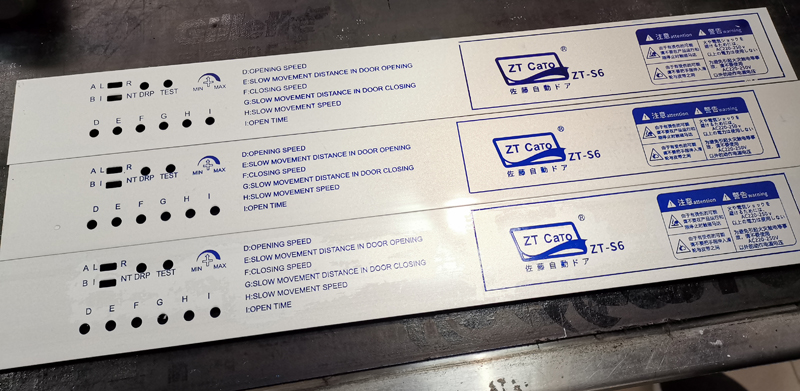 A L R
B I NT DRP TEST
MIN MAX
D E F G H I
D:OPENING SPEED
E:SLOW MOVEMENT DISTANCE IN DOOR OPENING
F:CLOSING SPEED
G:SLOW MOVEMENT DISTANCE IN DOOR CLOSING
H:SLOW MOVEMENT SPEED
I:OPEN TIME
ZT CaTo ®
ZT-S6
佐藤自動ドア
注意 attention
警告 warning
AC220-250V
A L R
B I NT DRP TEST
MIN MAX
D E F G H I
D:OPENING SPEED
E:SLOW MOVEMENT DISTANCE IN DOOR OPENING
F:CLOSING SPEED
G:SLOW MOVEMENT DISTANCE IN DOOR CLOSING
H:SLOW MOVEMENT SPEED
I:OPEN TIME
ZT CaTo ®
ZT-S6
佐藤自動ドア
注意 attention
警告 warning
AC220-250V
A L R
B I NT DRP TEST
MIN MAX
D E F G H I
D:OPENING SPEED
E:SLOW MOVEMENT DISTANCE IN DOOR OPENING
F:CLOSING SPEED
G:SLOW MOVEMENT DISTANCE IN DOOR CLOSING
H:SLOW MOVEMENT SPEED
I:OPEN TIME
ZT CaTo ®
ZT-S6
佐藤自動ドア
注意 attention
警告 warning
AC220-250V